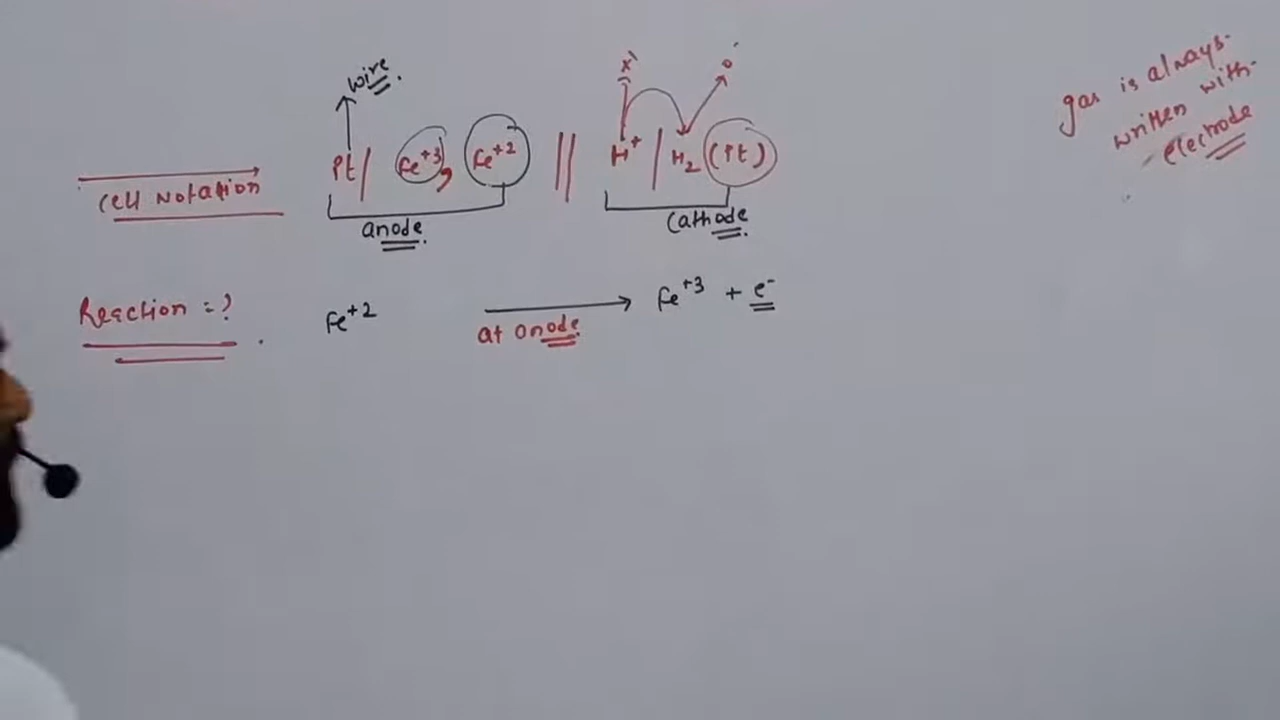 wire.
x'
0
gas is always
written with
electrode
Cell Notation
Pt/ Fe+3, Fe+2 || H+ / H2 (Pt)
anode.
Cathode
Reaction = ?
Fe+2 → Fe+3 + e-
at anode